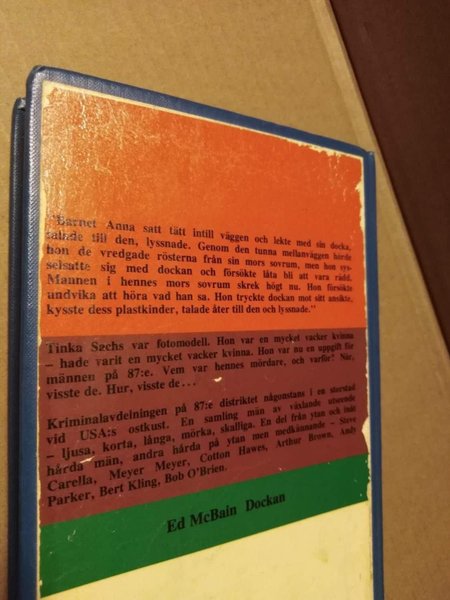 "Barnet Anna satt tätt intill väggen och lekte med sin docka,
talade till den, lyssnade. Genom den tunna mellanväggen hörde
hon de vredgade rösterna från sin mors sovrum, men hon sys-
selsatte sig med dockan och försökte låta bli att vara rädd.
Mannen i hennes mors sovrum skrek högt nu. Hon försökte
undvika att höra vad han sa. Hon tryckte dockan mot sitt ansikte,
kysste dess plastkinder, talade åter till den och lyssnade."
Tinka Sachs var fotomodell. Hon var en mycket vacker kvinna
– hade varit en mycket vacker kvinna. Hon var nu en uppgift för
männen på 87:e. Vem var hennes mördare, och varför? När,
visste de. Hur, visste de...
Kriminalavdelningen på 87:e distriktet någonstans i en storstad
vid USA:s ostkust. En samling män av växlande utseende
– ljusa, korta, långa, mörka, skalliga. En del från ytan och inåt
hårda män, andra hårda på ytan men medkännande – Steve
Carella, Meyer Meyer, Cotton Hawes, Arthur Brown, Andy
Parker, Bert Kling, Bob O'Brien.
Ed McBain Dockan